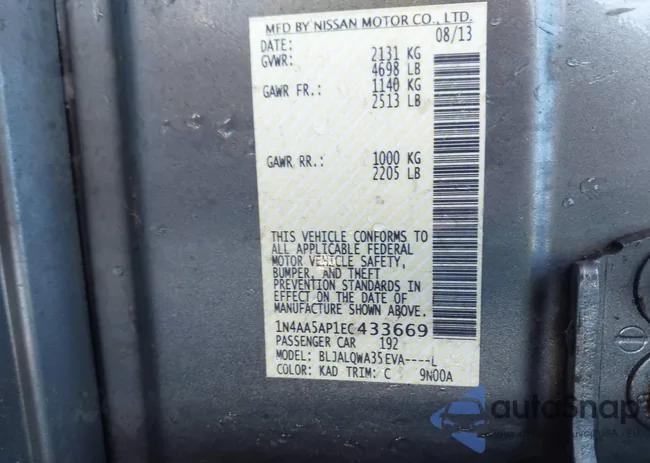 MFD BY NISSAN MOTOR CO., LTD.
DATE: 08/13
GVWR: 2131 KG
4698 LB
GAWR FR.: 1140 KG
2513 LB
GAWR RR.: 1000 KG
2205 LB
THIS VEHICLE CONFORMS TO
ALL APPLICABLE FEDERAL
MOTOR VEHICLE SAFETY,
BUMPER, AND THEFT
PREVENTION STANDARDS IN
EFFECT ON THE DATE OF
MANUFACTURE SHOWN ABOVE.
1N4AA5AP1EC433669
PASSENGER CAR 192
MODEL: BLJALQWA35EVA----L
COLOR: KAD TRIM: C 9N00A
autoSnap